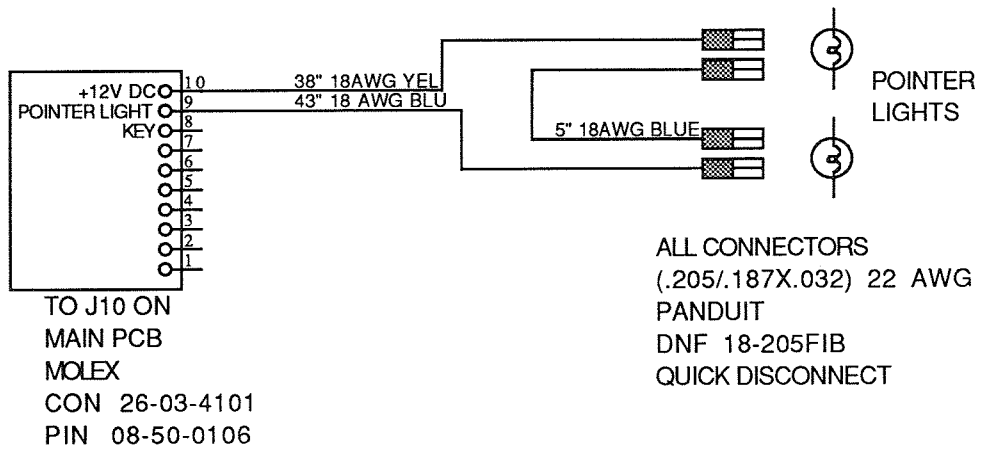 +12V DC
10
38" 18AWG YEL
POINTER LIGHT
9
43" 18 AWG BLU
KEY
8
7
6
5
4
3
2
1
5" 18AWG BLUE
POINTER
LIGHTS
TO J10 ON
MAIN PCB
MOLEX
CON 26-03-4101
PIN 08-50-0106
ALL CONNECTORS
(.205/.187X.032) 22 AWG
PANDUIT
DNF 18-205FIB
QUICK DISCONNECT